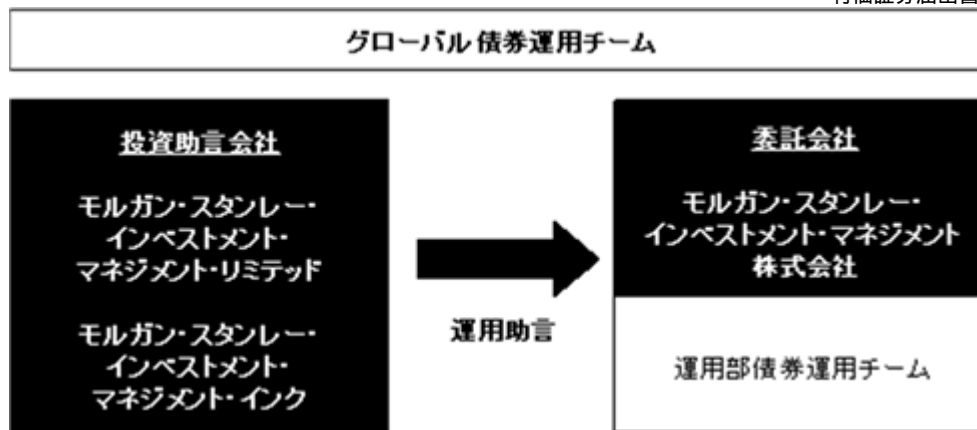 グローバル債券運用チーム
投資助言会社
モルガン・スタンレー・
インベストメント・
マネジメント・リミテッド
モルガン・スタンレー・
インベストメント・
マネジメント・インク
運用助言
委託会社
モルガン・スタンレー・
インベストメント・マネジメント
株式会社
運用部債券運用チーム